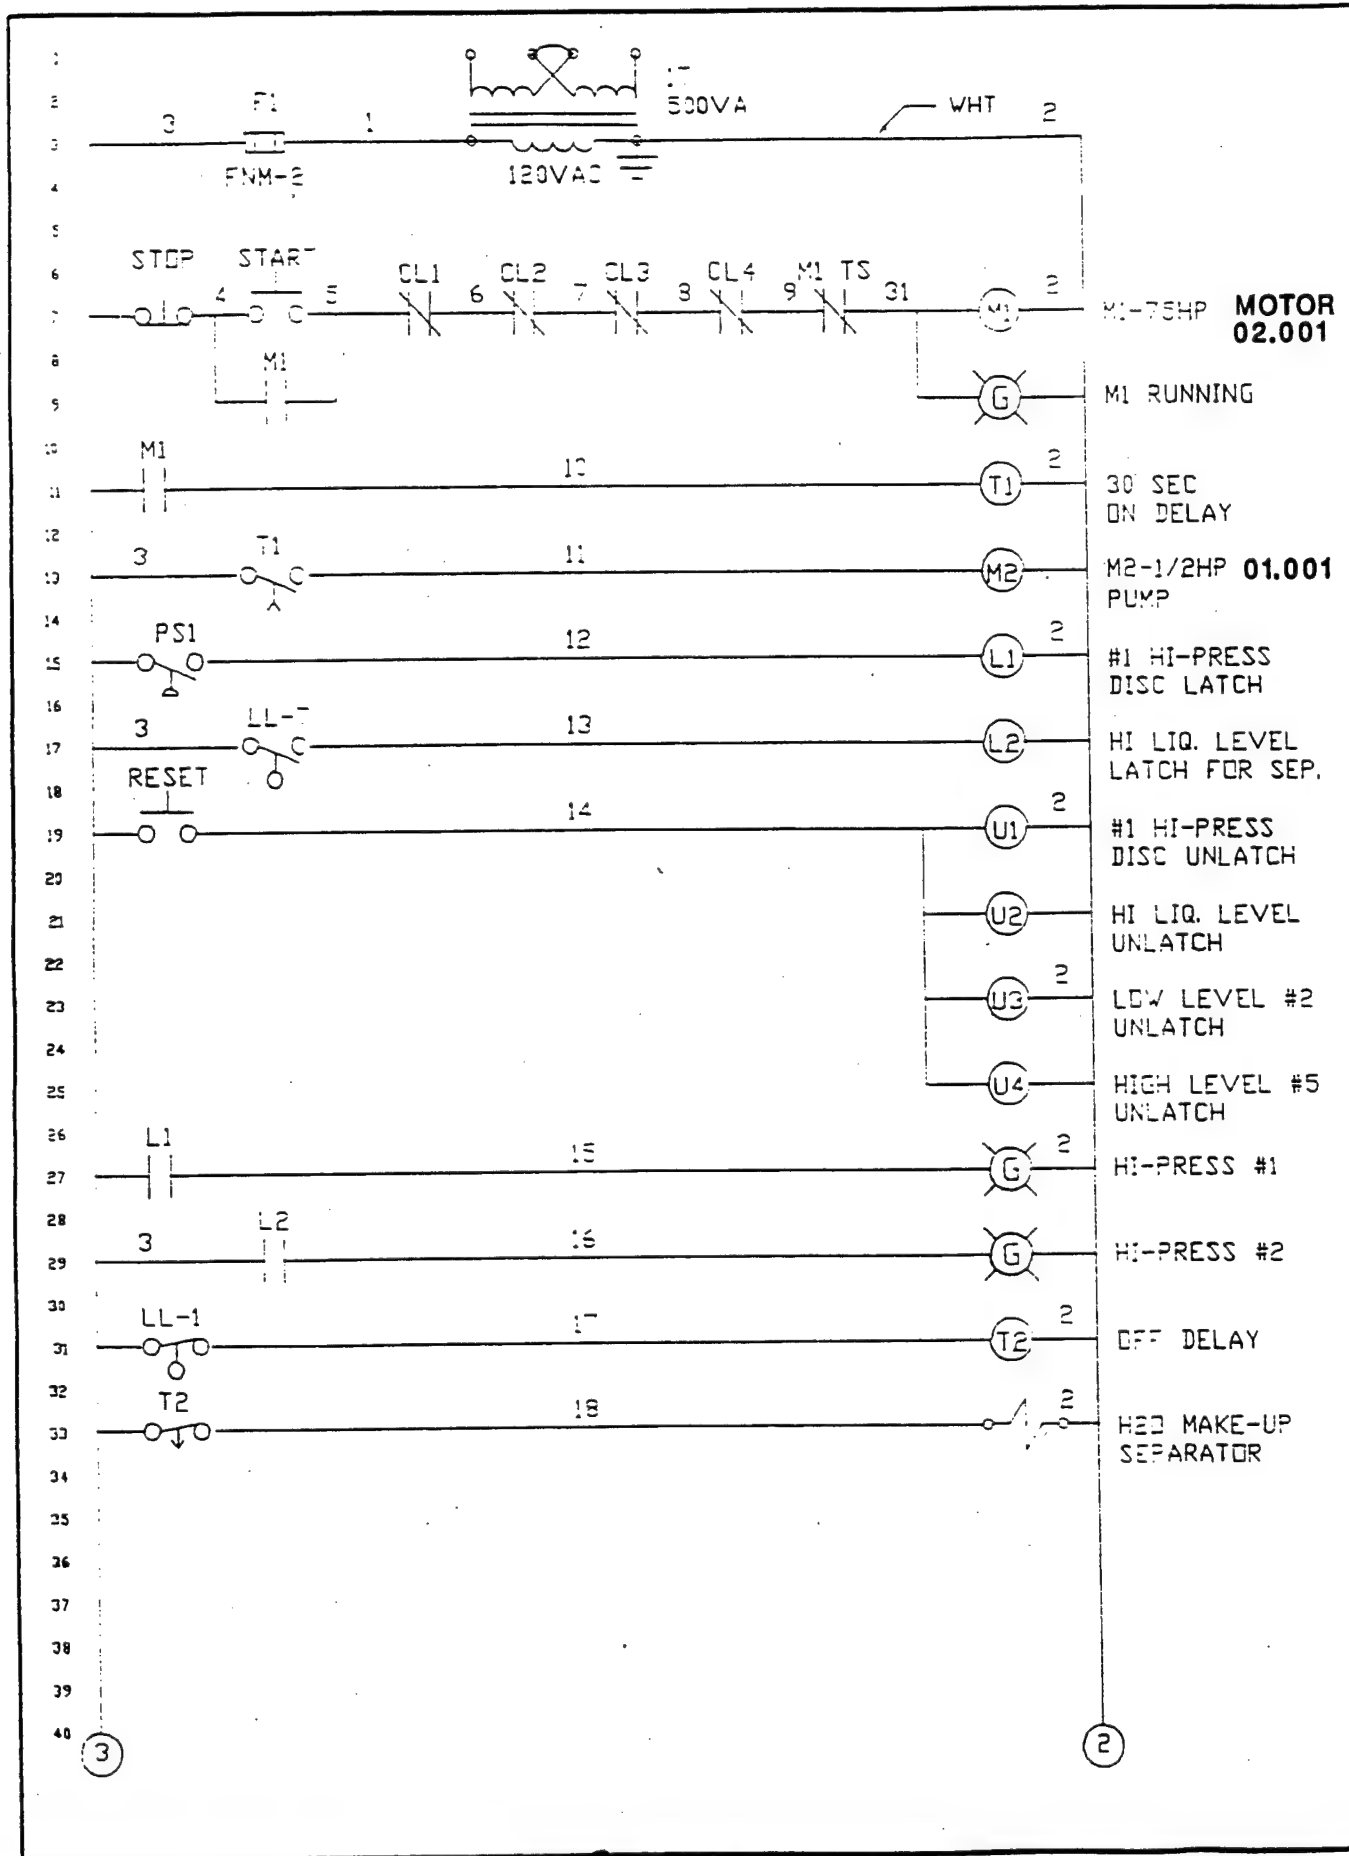 1
2
3 F1 1 500VA WHT 2
3
FNM-2 120VAC
4
5
6 STOP START CL1 CL2 CL3 CL4 M1 TS
4 5 6 7 8 9 31 2
7 M1 M1-75HP MOTOR
02.001
8 M1
9 G M1 RUNNING
10 M1 10 2
11 T1 30 SEC
ON DELAY
12
3 T1 11
13 M2 M2-1/2HP 01.001
PUMP
14
PS1 12 2
15 L1 #1 HI-PRESS
DISC LATCH
16
3 13
17 L2 HI LIQ. LEVEL
LATCH FOR SEP.
RESET
18
14 2
19 U1 #1 HI-PRESS
DISC UNLATCH
20
21 U2 HI LIQ. LEVEL
UNLATCH
22
2
23 U3 LOW LEVEL #2
UNLATCH
24
25 U4 HIGH LEVEL #5
UNLATCH
26 L1 15 2
27 G HI-PRESS #1
28 L2
3 16
29 G HI-PRESS #2
30 LL-1 17 2
31 T2 OFF DELAY
32 T2 18 2
33 H2O MAKE-UP
SEPARATOR
34
35
36
37
38
39
40
3 2